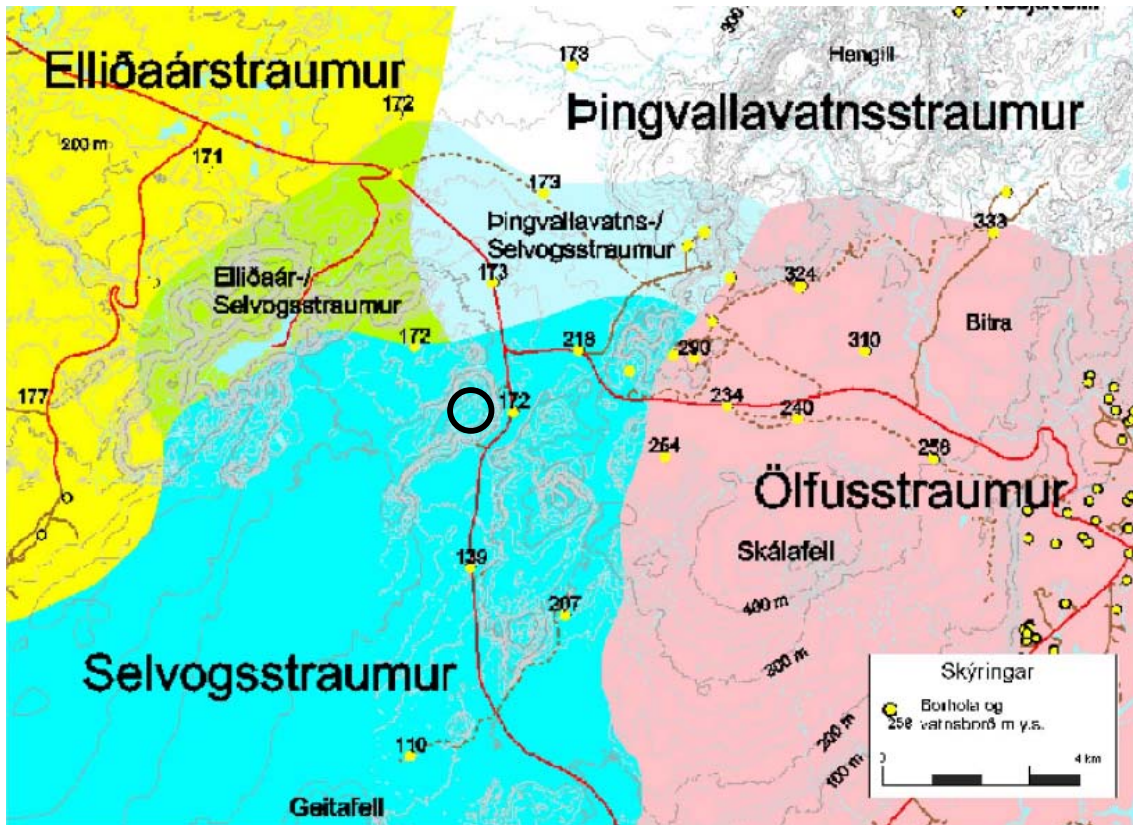 Elliðaárstraumur
173
Hengill
300 m
Þingvallavatnsstraumur
172
200 m
171
173
Þingvallavatns-/
Selvogsstraumur
333
Elliðaár-/
Selvogsstraumur
173
324
172
218
290
310
Bitra
177
172
234
240
254
258
Ölfusstraumur
Skálafell
139
207
400 m
300 m
Selvogsstraumur
200 m
100 m
110
Geitafell
Skýringar
Borhola og
258 vatnsborð m y.s.
0 4 km